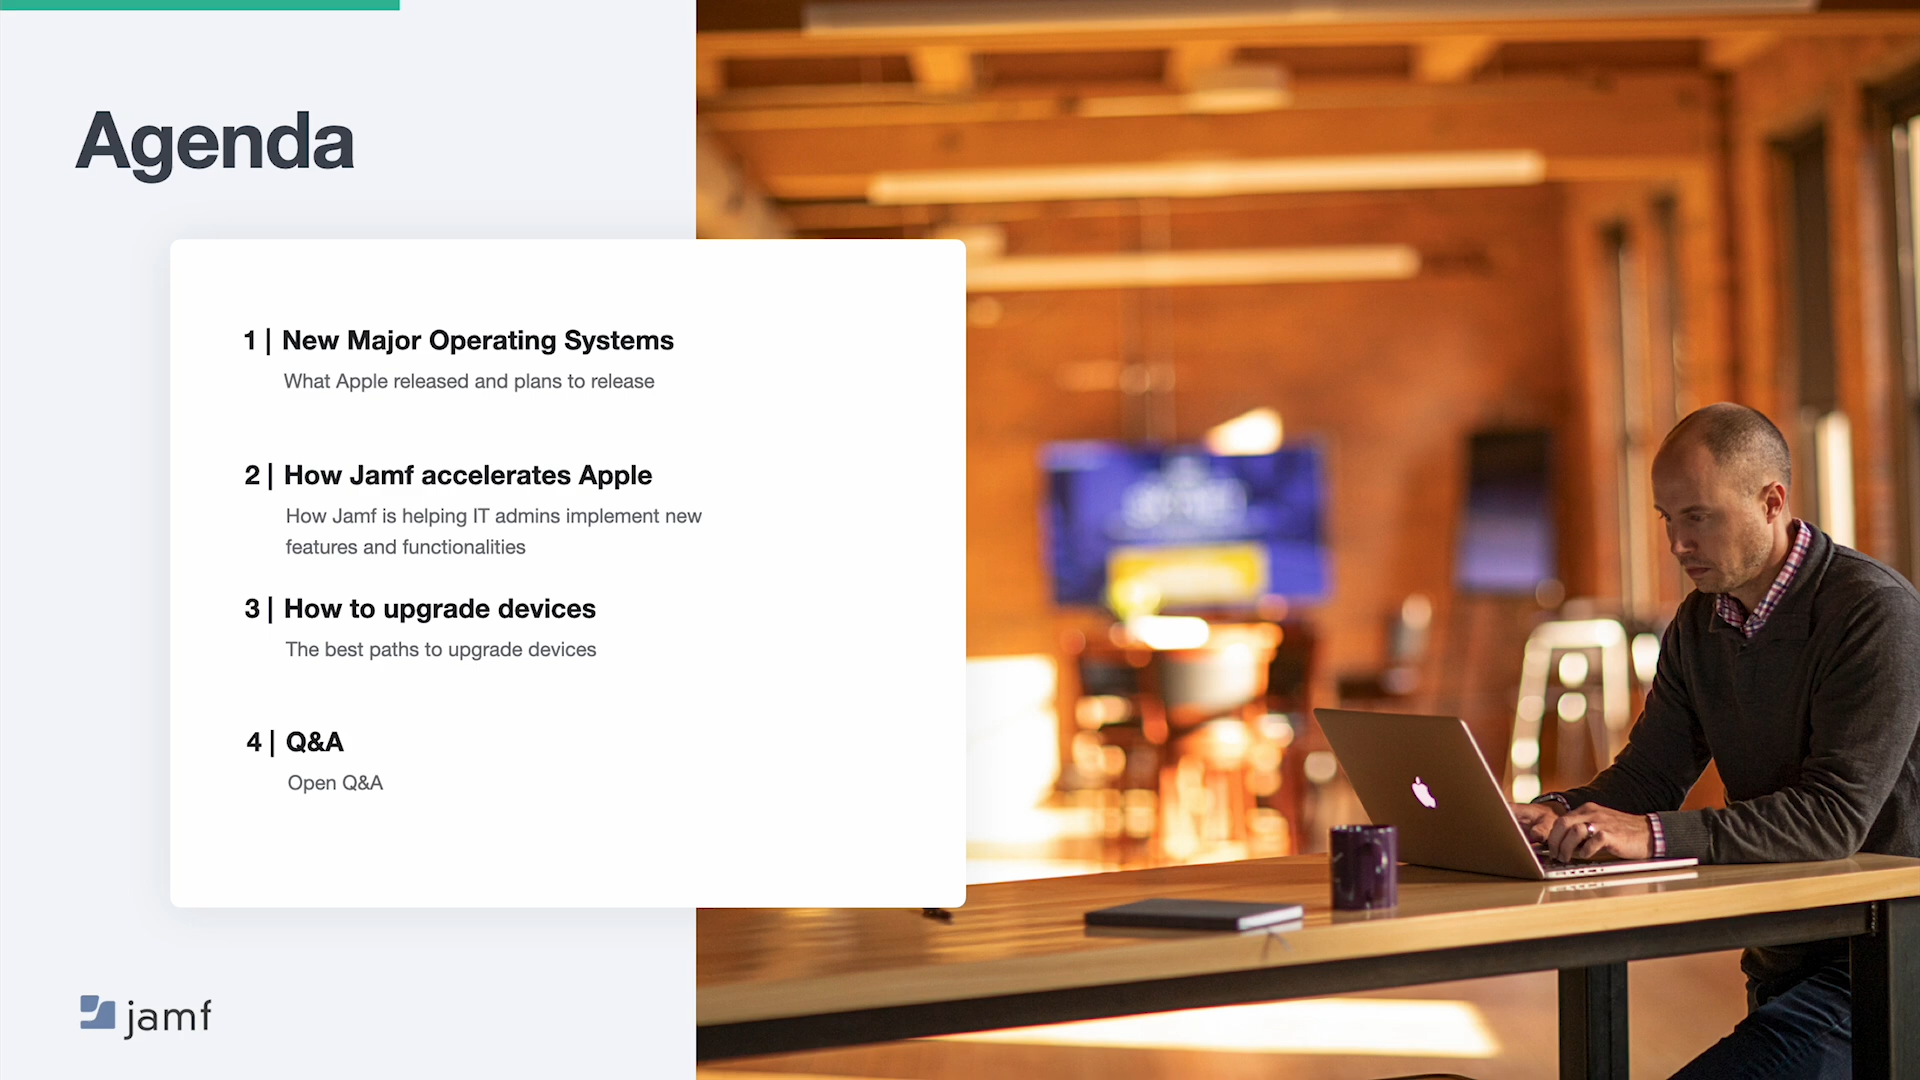 Agenda
1 | New Major Operating Systems
What Apple released and plans to release
2 | How Jamf accelerates Apple
How Jamf is helping IT admins implement new
features and functionalities
3 | How to upgrade devices
The best paths to upgrade devices
4 | Q&A
Open Q&A
jamf